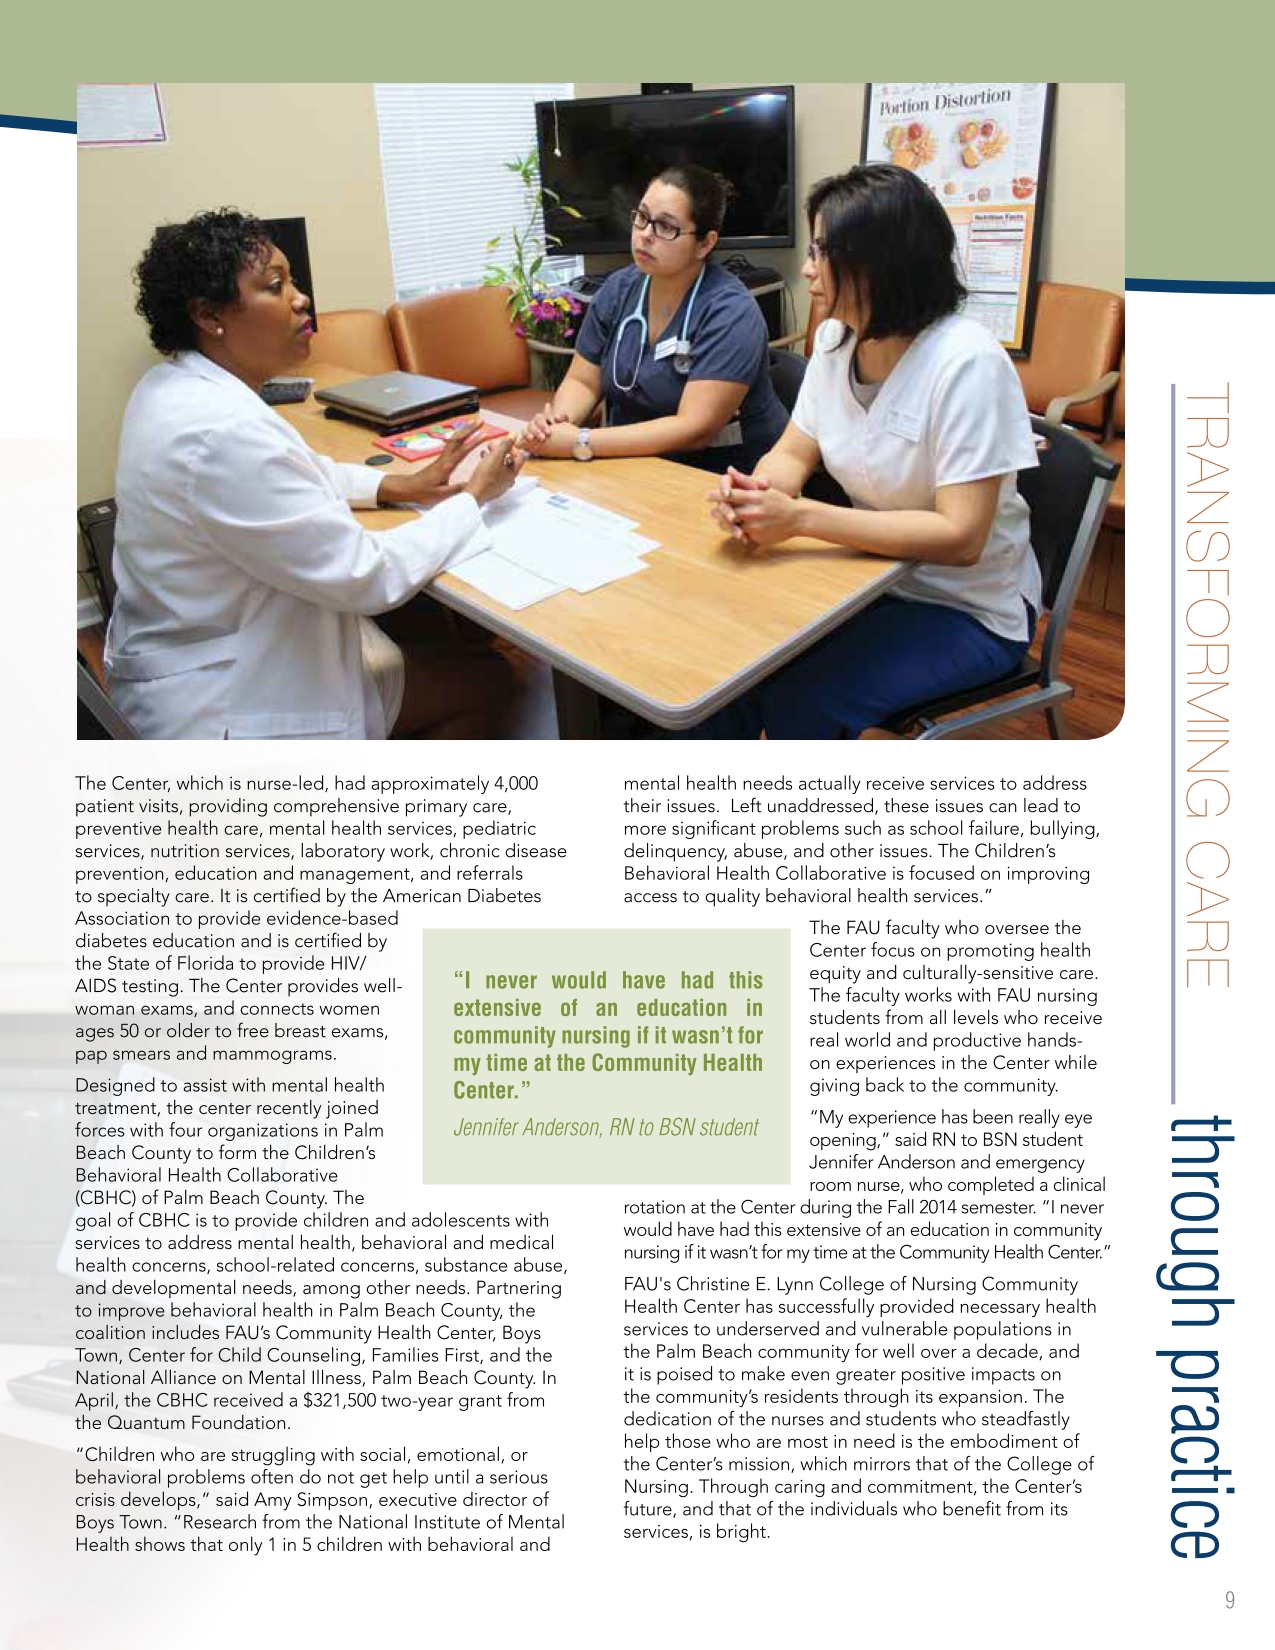 Portion Distortion
Nutrition Facts
The Center, which is nurse-led, had approximately 4,000
patient visits, providing comprehensive primary care,
preventive health care, mental health services, pediatric
services, nutrition services, laboratory work, chronic disease
prevention, education and management, and referrals
to specialty care. It is certified by the American Diabetes
Association to provide evidence-based
diabetes education and is certified by
the State of Florida to provide HIV/
AIDS testing. The Center provides well-
woman exams, and connects women
ages 50 or older to free breast exams,
pap smears and mammograms.
Designed to assist with mental health
treatment, the center recently joined
forces with four organizations in Palm
Beach County to form the Children’s
Behavioral Health Collaborative
(CBHC) of Palm Beach County. The
goal of CBHC is to provide children and adolescents with
services to address mental health, behavioral and medical
health concerns, school-related concerns, substance abuse,
and developmental needs, among other needs. Partnering
to improve behavioral health in Palm Beach County, the
coalition includes FAU’s Community Health Center, Boys
Town, Center for Child Counseling, Families First, and the
National Alliance on Mental Illness, Palm Beach County. In
April, the CBHC received a $321,500 two-year grant from
the Quantum Foundation.
“Children who are struggling with social, emotional, or
behavioral problems often do not get help until a serious
crisis develops,” said Amy Simpson, executive director of
Boys Town. “Research from the National Institute of Mental
Health shows that only 1 in 5 children with behavioral and
“I never would have had this
extensive of an education in
community nursing if it wasn’t for
my time at the Community Health
Center.”
Jennifer Anderson, RN to BSN student
mental health needs actually receive services to address
their issues.  Left unaddressed, these issues can lead to
more significant problems such as school failure, bullying,
delinquency, abuse, and other issues. The Children’s
Behavioral Health Collaborative is focused on improving
access to quality behavioral health services.”
The FAU faculty who oversee the
Center focus on promoting health
equity and culturally-sensitive care.
The faculty works with FAU nursing
students from all levels who receive
real world and productive hands-
on experiences in the Center while
giving back to the community.
“My experience has been really eye
opening,” said RN to BSN student
Jennifer Anderson and emergency
room nurse, who completed a clinical
rotation at the Center during the Fall 2014 semester. “I never
would have had this extensive of an education in community
nursing if it wasn’t for my time at the Community Health Center.”
FAU's Christine E. Lynn College of Nursing Community
Health Center has successfully provided necessary health
services to underserved and vulnerable populations in
the Palm Beach community for well over a decade, and
it is poised to make even greater positive impacts on
the community’s residents through its expansion. The
dedication of the nurses and students who steadfastly
help those who are most in need is the embodiment of
the Center’s mission, which mirrors that of the College of
Nursing. Through caring and commitment, the Center’s
future, and that of the individuals who benefit from its
services, is bright.
TRANSFORMING CARE through practice
9